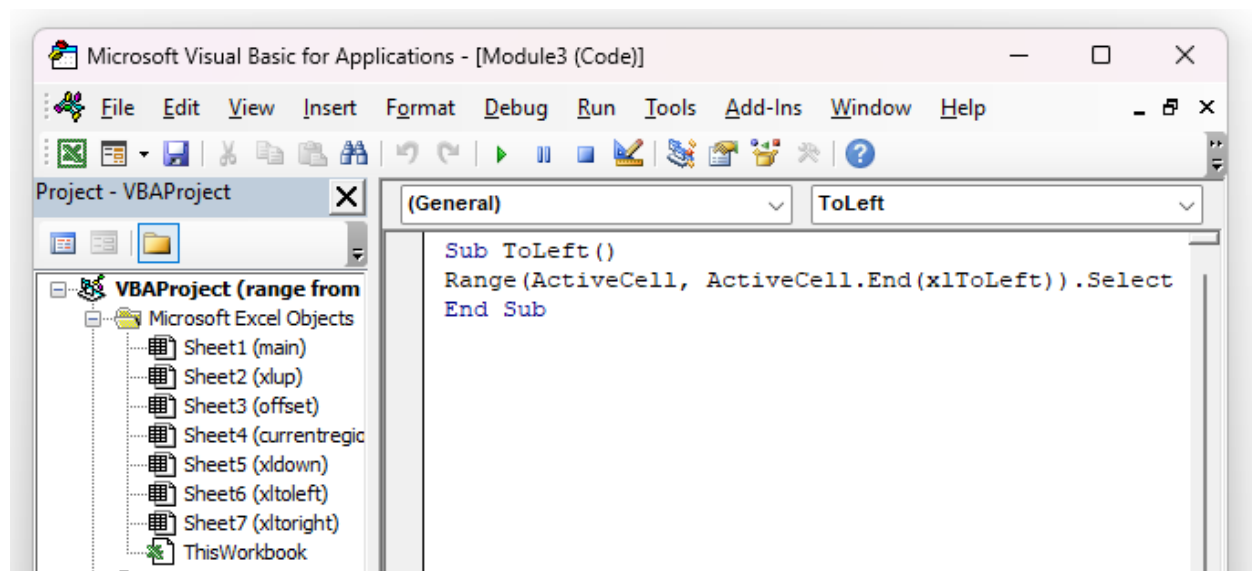 Microsoft Visual Basic for Applications - [Module3 (Code)]
File Edit View Insert Format Debug Run Tools Add-Ins Window Help
Project - VBAProject
(General) ToLeft
VBAProject (range from
Microsoft Excel Objects
Sheet1 (main)
Sheet2 (xlup)
Sheet3 (offset)
Sheet4 (currentregio
Sheet5 (xldown)
Sheet6 (xltoleft)
Sheet7 (xltoright)
ThisWorkbook
Sub ToLeft()
Range(ActiveCell, ActiveCell.End(xlToLeft)).Select
End Sub